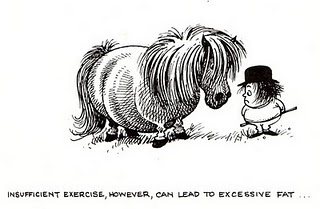 INSUFFICIENT EXERCISE, HOWEVER, CAN LEAD TO EXCESSIVE FAT ...